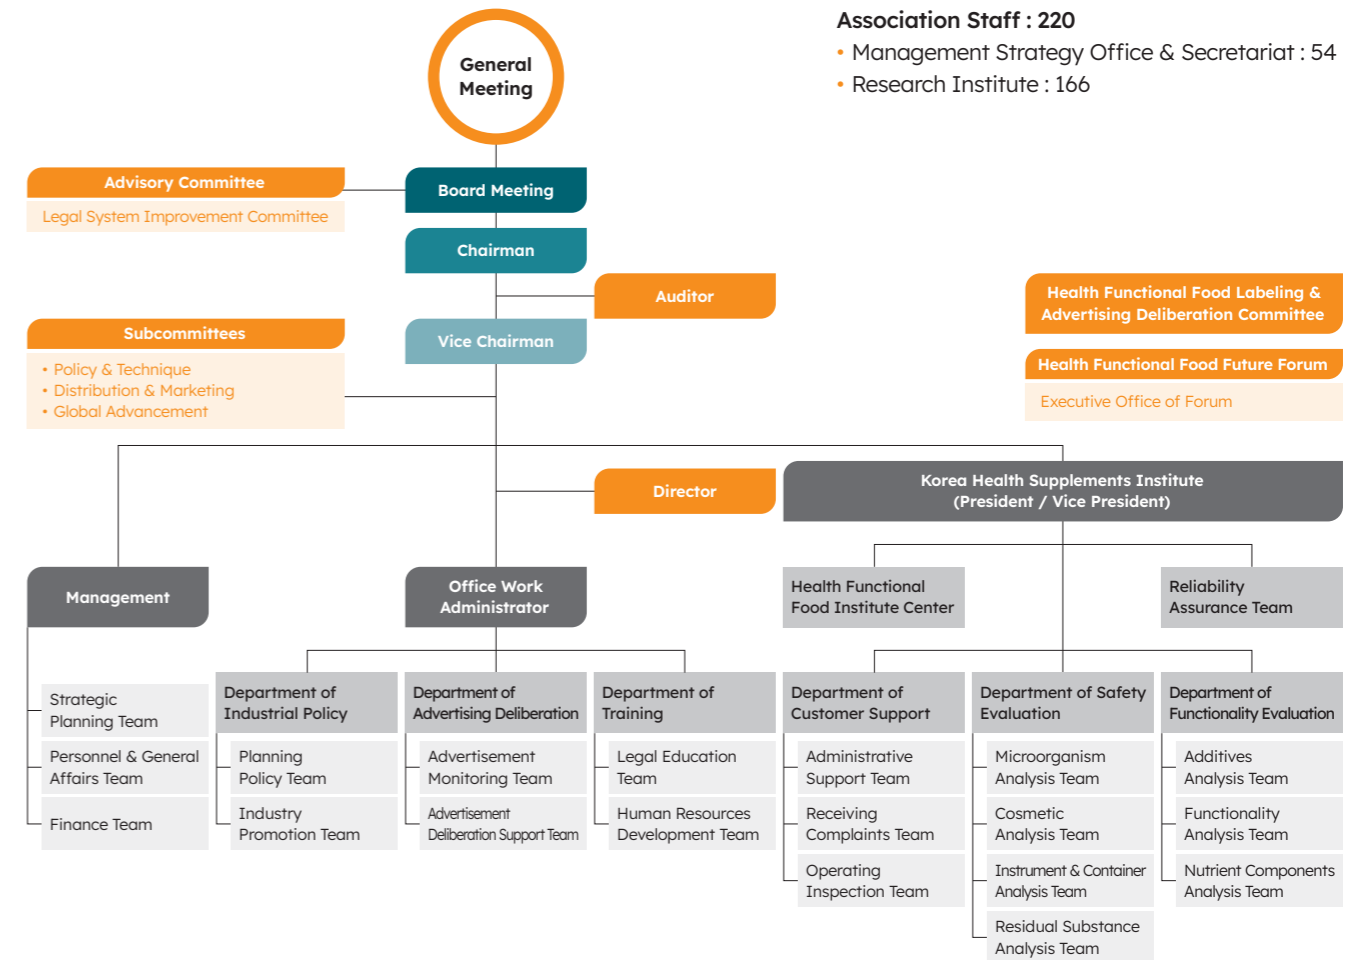 Association Staff : 220
• Management Strategy Office & Secretariat : 54
• Research Institute : 166
General
Meeting
Advisory Committee
Legal System Improvement Committee
Board Meeting
Chairman
Auditor
Subcommittees
• Policy & Technique
• Distribution & Marketing
• Global Advancement
Vice Chairman
Health Functional Food Labeling &
Advertising Deliberation Committee
Health Functional Food Future Forum
Executive Office of Forum
Director
Korea Health Supplements Institute
(President / Vice President)
Management
Office Work
Administrator
Health Functional
Food Institute Center
Reliability
Assurance Team
Strategic
Planning Team
Personnel & General
Affairs Team
Finance Team
Department of
Industrial Policy
Planning
Policy Team
Industry
Promotion Team
Department of
Advertising Deliberation
Advertisement
Monitoring Team
Advertisement
Deliberation Support Team
Department of
Training
Legal Education
Team
Human Resources
Development Team
Department of
Customer Support
Administrative
Support Team
Receiving
Complaints Team
Operating
Inspection Team
Department of Safety
Evaluation
Microorganism
Analysis Team
Cosmetic
Analysis Team
Instrument & Container
Analysis Team
Residual Substance
Analysis Team
Department of
Functionality Evaluation
Additives
Analysis Team
Functionality
Analysis Team
Nutrient Components
Analysis Team